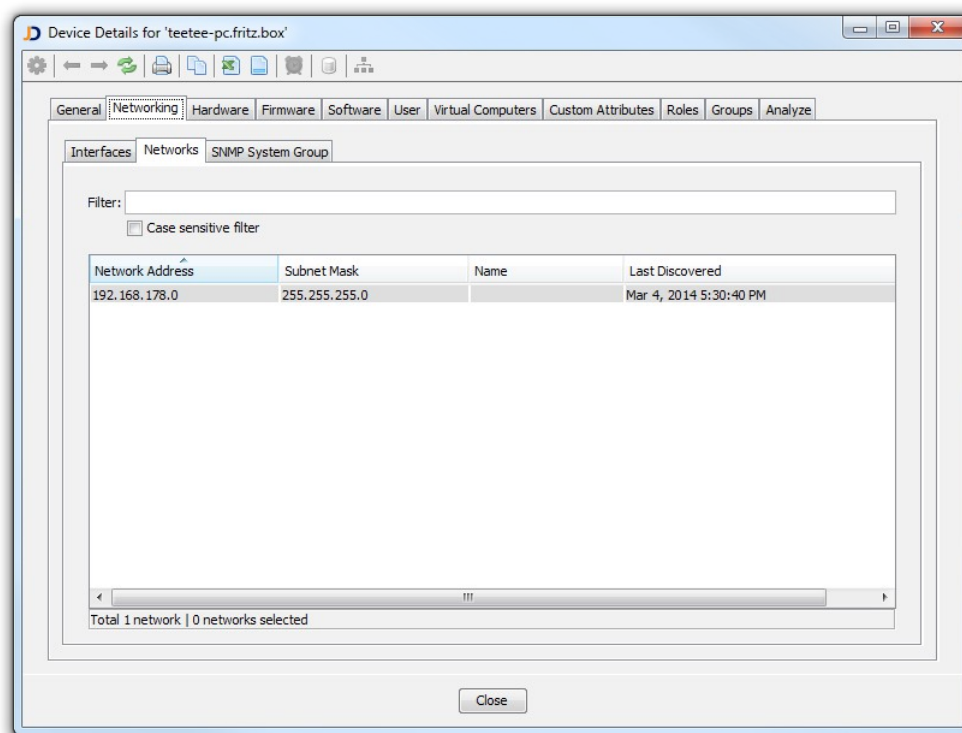 Device Details for 'teetee-pc.fritz.box'
General Networking Hardware Firmware Software User Virtual Computers Custom Attributes Roles Groups Analyze
Interfaces Networks SNMP System Group
Filter:
Case sensitive filter
Network Address Subnet Mask Name Last Discovered
192.168.178.0 255.255.255.0 Mar 4, 2014 5:30:40 PM
Total 1 network | 0 networks selected
Close